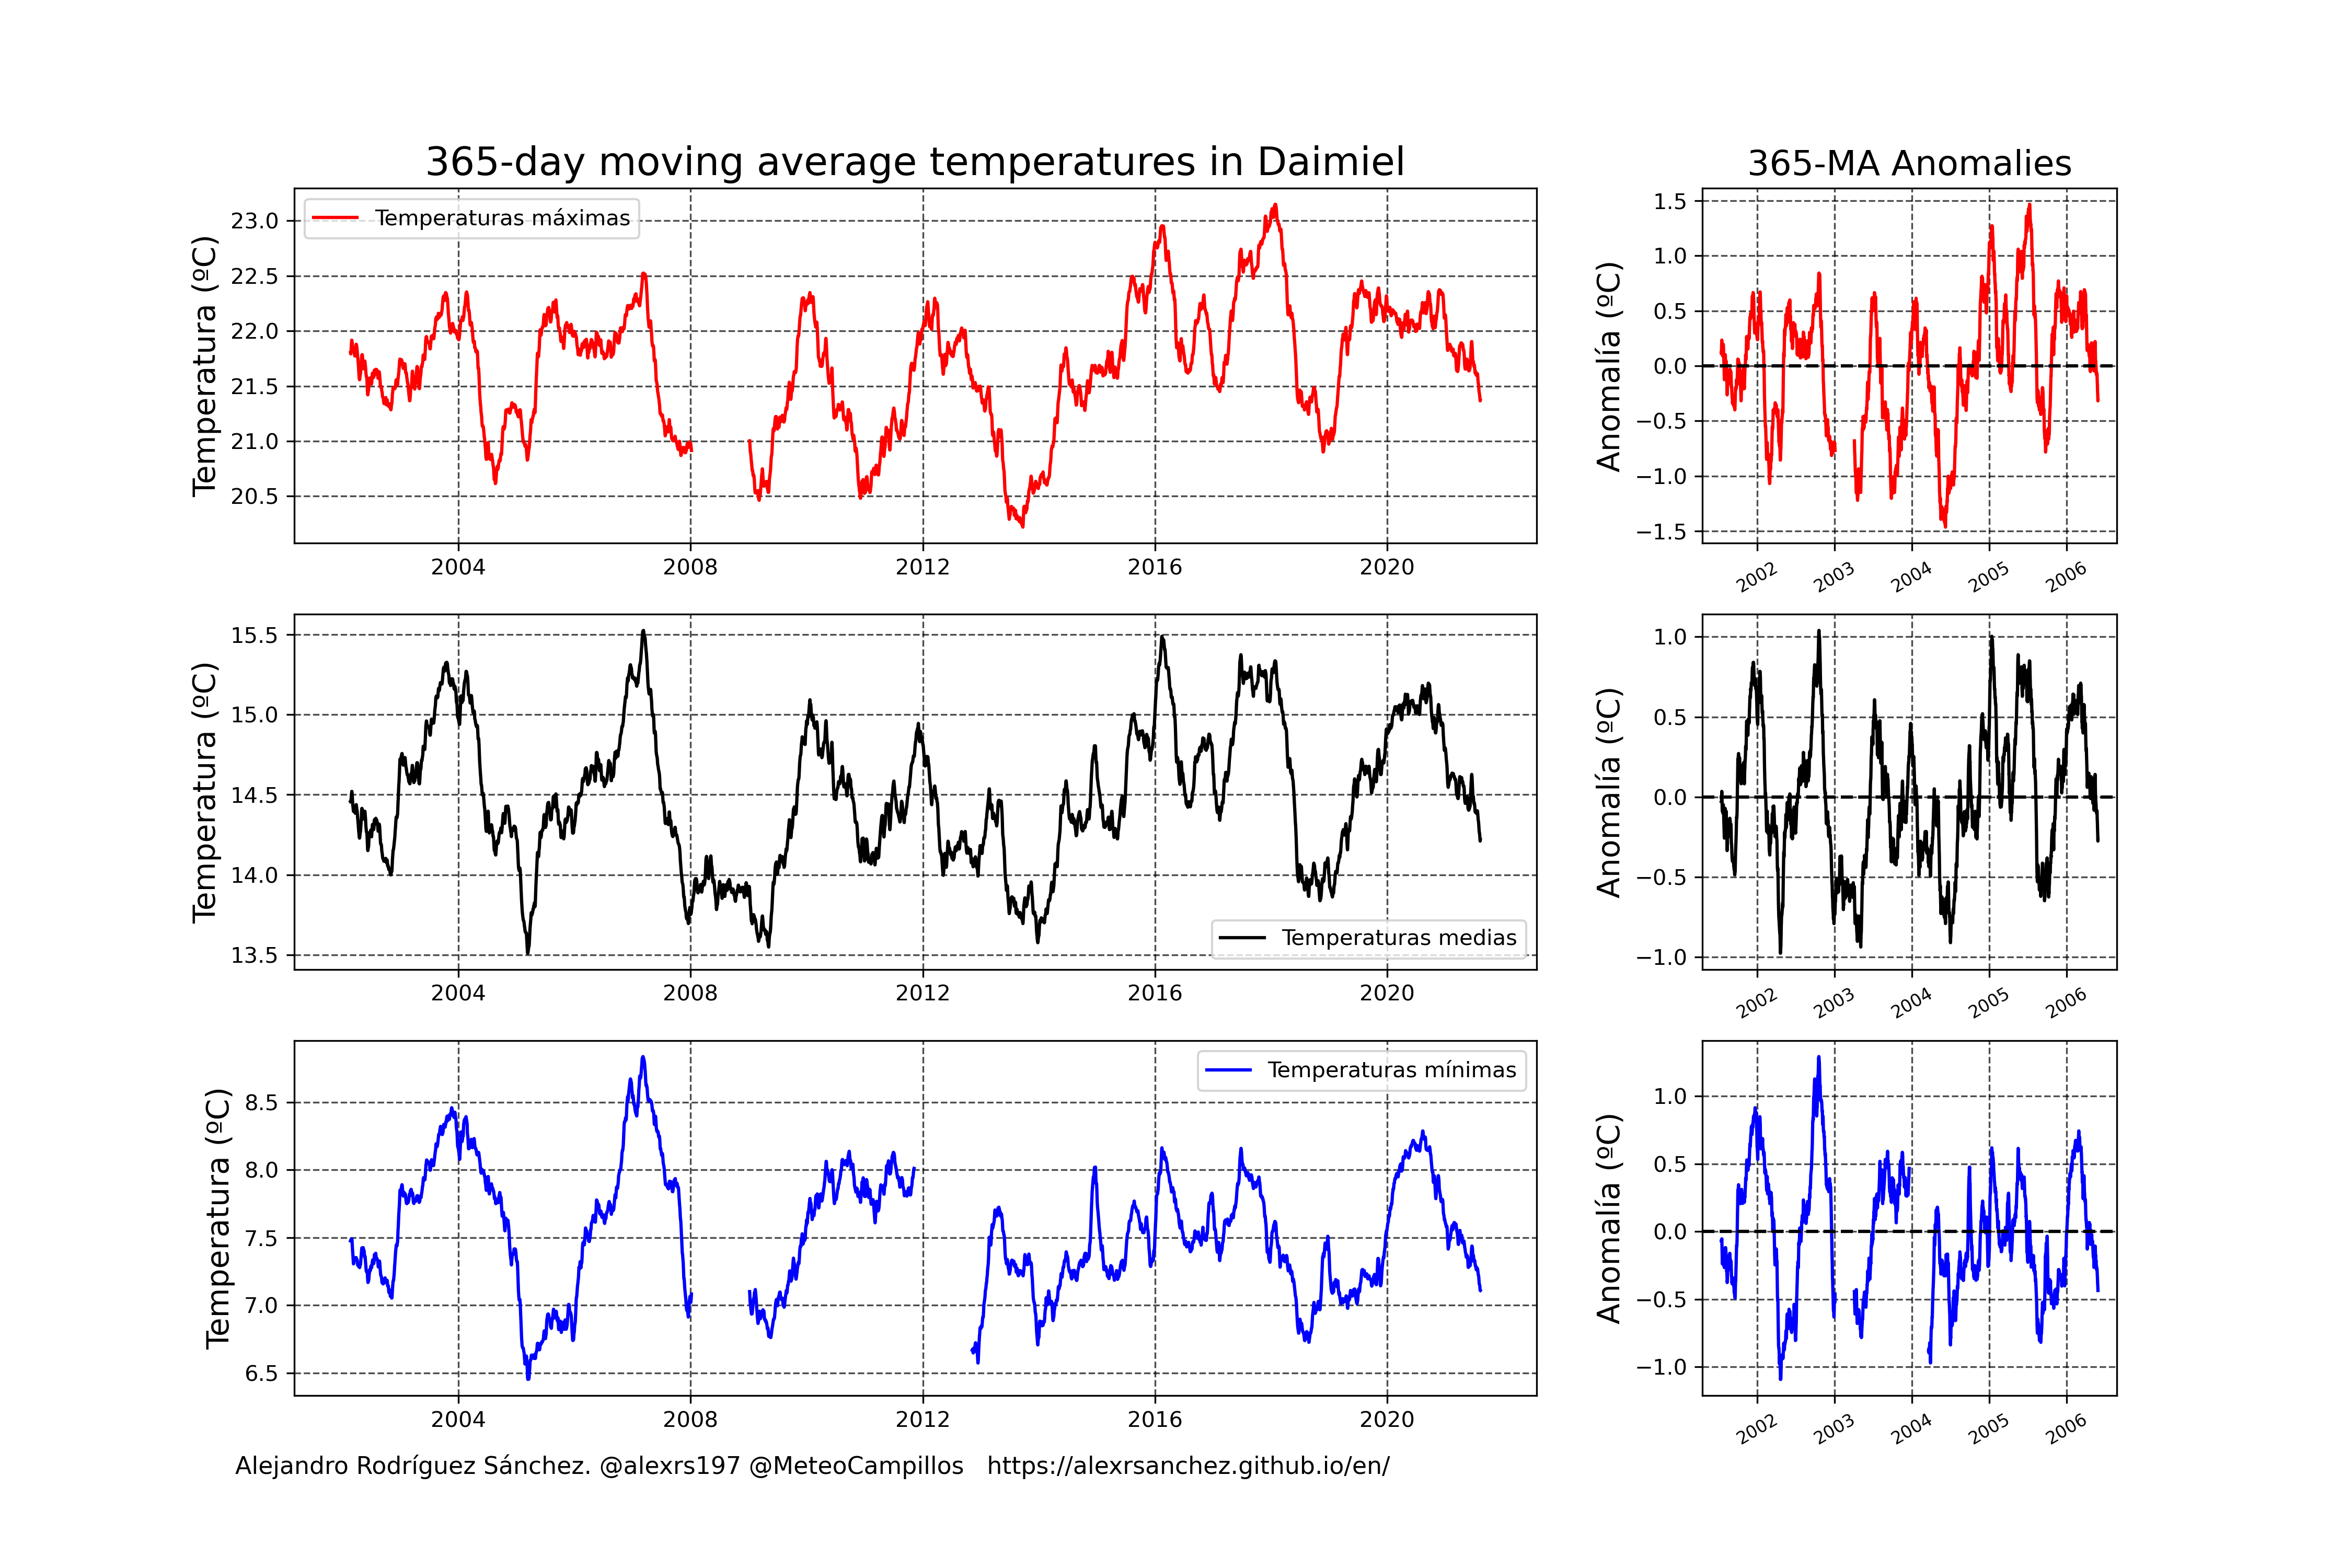 365-day moving average temperatures in Daimiel
Temperatura (ºC)
23.0
22.5
22.0
21.5
21.0
20.5
Temperaturas máximas
2004 2008 2012 2016 2020
365-MA Anomalies
Anomalía (ºC)
1.5
1.0
0.5
0.0
−0.5
−1.0
−1.5
2002 2003 2004 2005 2006
Temperatura (ºC)
15.5
15.0
14.5
14.0
13.5
Temperaturas medias
2004 2008 2012 2016 2020
Anomalía (ºC)
1.0
0.5
0.0
−0.5
−1.0
2002 2003 2004 2005 2006
Temperatura (ºC)
8.5
8.0
7.5
7.0
6.5
Temperaturas mínimas
2004 2008 2012 2016 2020
Anomalía (ºC)
1.0
0.5
0.0
−0.5
−1.0
2002 2003 2004 2005 2006
Alejandro Rodríguez Sánchez. @alexrs197 @MeteoCampillos https://alexrsanchez.github.io/en/